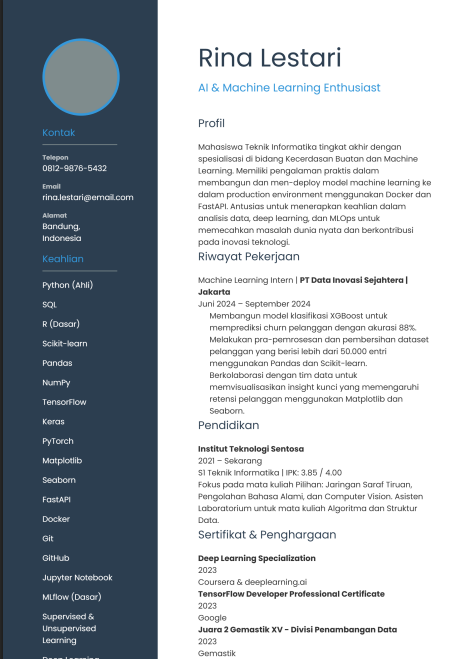 Kontak
Telepon
0812-9876-5432
Email
rina.lestari@email.com
Alamat
Bandung,
Indonesia
Keahlian
Python (Ahli)
SQL
R (Dasar)
Scikit-learn
Pandas
NumPy
TensorFlow
Keras
PyTorch
Matplotlib
Seaborn
FastAPI
Docker
Git
GitHub
Jupyter Notebook
MLflow (Dasar)
Supervised &
Unsupervised
Learning
Rina Lestari
AI & Machine Learning Enthusiast
Profil
Mahasiswa Teknik Informatika tingkat akhir dengan
spesialisasi di bidang Kecerdasan Buatan dan Machine
Learning. Memiliki pengalaman praktis dalam
membangun dan men-deploy model machine learning ke
dalam production environment menggunakan Docker dan
FastAPI. Antusias untuk menerapkan keahlian dalam
analisis data, deep learning, dan MLOps untuk
memecahkan masalah dunia nyata dan berkontribusi
pada inovasi teknologi.
Riwayat Pekerjaan
Machine Learning Intern | PT Data Inovasi Sejahtera |
Jakarta
Juni 2024 – September 2024
Membangun model klasifikasi XGBoost untuk
memprediksi churn pelanggan dengan akurasi 88%.
Melakukan pra-pemrosesan dan pembersihan dataset
pelanggan yang berisi lebih dari 50.000 entri
menggunakan Pandas dan Scikit-learn.
Berkolaborasi dengan tim data untuk
memvisualisasikan insight kunci yang memengaruhi
retensi pelanggan menggunakan Matplotlib dan
Seaborn.
Pendidikan
Institut Teknologi Sentosa
2021 – Sekarang
S1 Teknik Informatika | IPK: 3.85 / 4.00
Fokus pada mata kuliah Pilihan: Jaringan Saraf Tiruan,
Pengolahan Bahasa Alami, dan Computer Vision. Asisten
Laboratorium untuk mata kuliah Algoritma dan Struktur
Data.
Sertifikat & Penghargaan
Deep Learning Specialization
2023
Coursera & deeplearning.ai
TensorFlow Developer Professional Certificate
2023
Google
Juara 2 Gemastik XV - Divisi Penambangan Data
2023
Gemastik